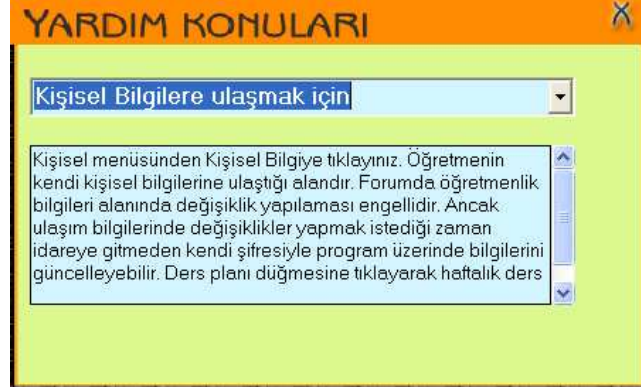 YARDIM KONULARI
Kişisel Bilgilere ulaşmak için
Kişisel menüsünden Kişisel Bilgiye tıklayınız. Öğretmenin
kendi kişisel bilgilerine ulaştığı alandır. Forumda öğretmenlik
bilgileri alanında değişiklik yapılaması engellidir. Ancak
ulaşım bilgilerinde değişiklikler yapmak istediği zaman
idareye gitmeden kendi şifresiyle program üzerinde bilgilerini
güncelleyebilir. Ders planı düğmesine tıklayarak haftalık ders